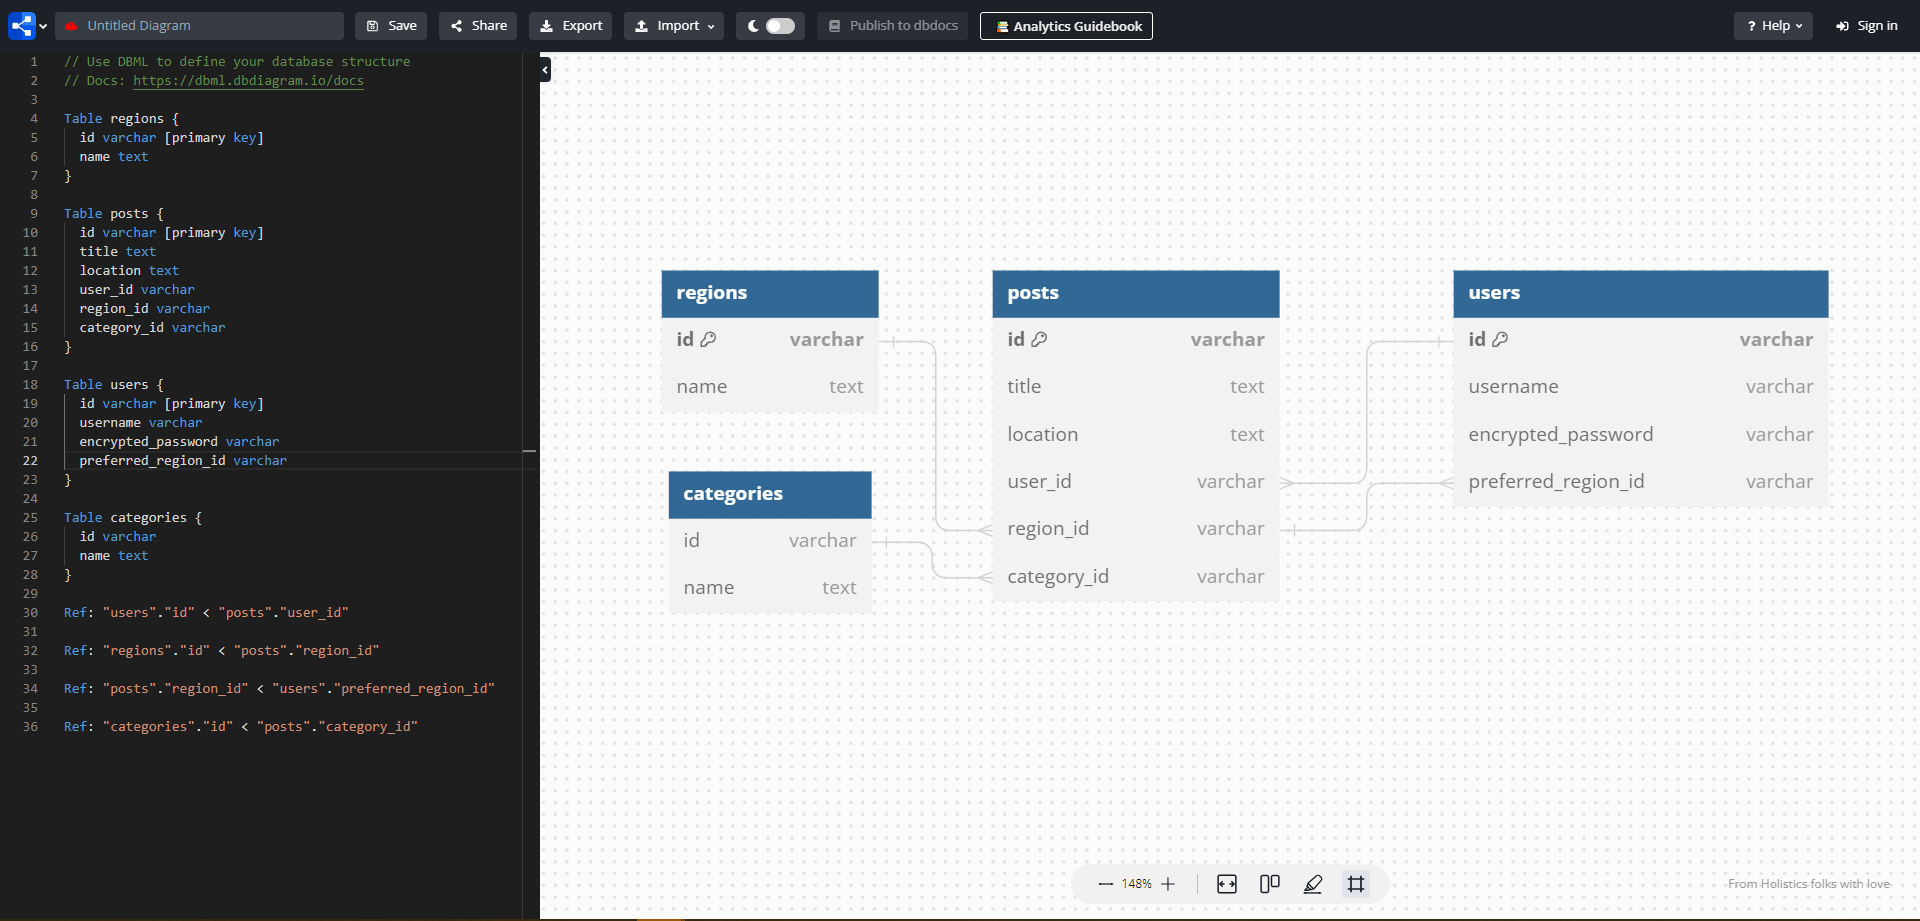 Untitled Diagram
Save
Share
Export
Import
Publish to dbdocs
Analytics Guidebook
? Help
Sign in
1 // Use DBML to define your database structure
2 // Docs: https://dbml.dbdiagram.io/docs
3
4 Table regions {
5 id varchar [primary key]
6 name text
7 }
8
9 Table posts {
10 id varchar [primary key]
11 title text
12 location text
13 user_id varchar
14 region_id varchar
15 category_id varchar
16 }
17
18 Table users {
19 id varchar [primary key]
20 username varchar
21 encrypted_password varchar
22 preferred_region_id varchar
23 }
24
25 Table categories {
26 id varchar
27 name text
28 }
29
30 Ref: "users"."id" < "posts"."user_id"
31
32 Ref: "regions"."id" < "posts"."region_id"
33
34 Ref: "posts"."region_id" < "users"."preferred_region_id"
35
36 Ref: "categories"."id" < "posts"."category_id"
regions
id varchar
name text
categories
id varchar
name text
posts
id varchar
title text
location text
user_id varchar
region_id varchar
category_id varchar
users
id varchar
username varchar
encrypted_password varchar
preferred_region_id varchar
148%
From Holistics folks with love